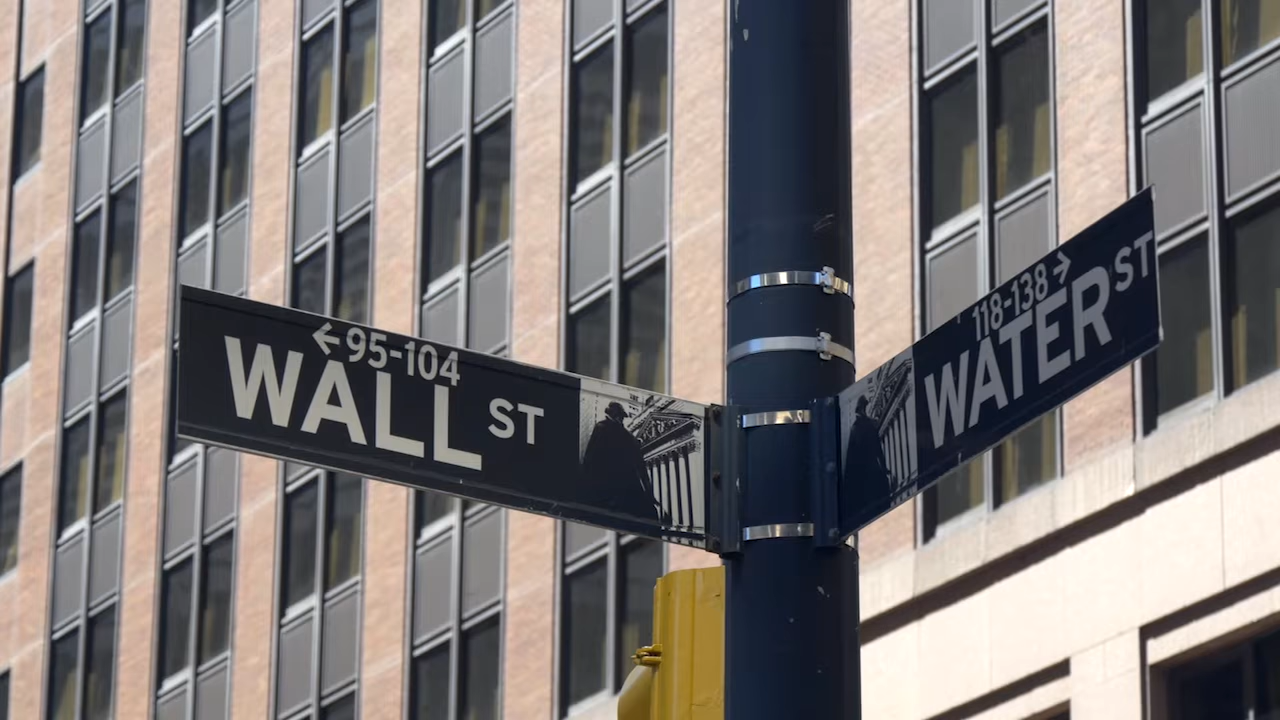 ←95-104
WALL ST
118-138→
WATER ST